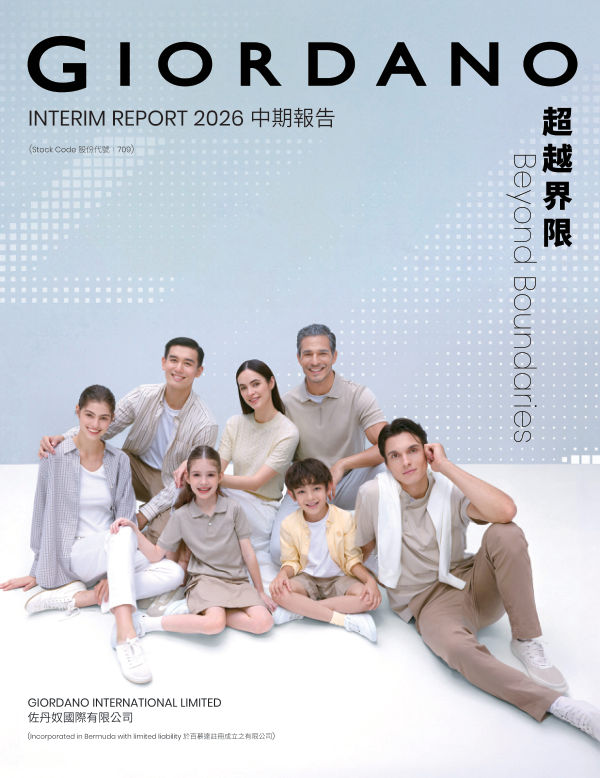 GIORDANO
INTERIM REPORT 2026 中期報告
(Stock Code 股份代號：709)
超越界限
Beyond Boundaries
GIORDANO INTERNATIONAL LIMITED
佐丹奴國際有限公司
(Incorporated in Bermuda with limited liability 於百慕達註冊成立之有限公司)